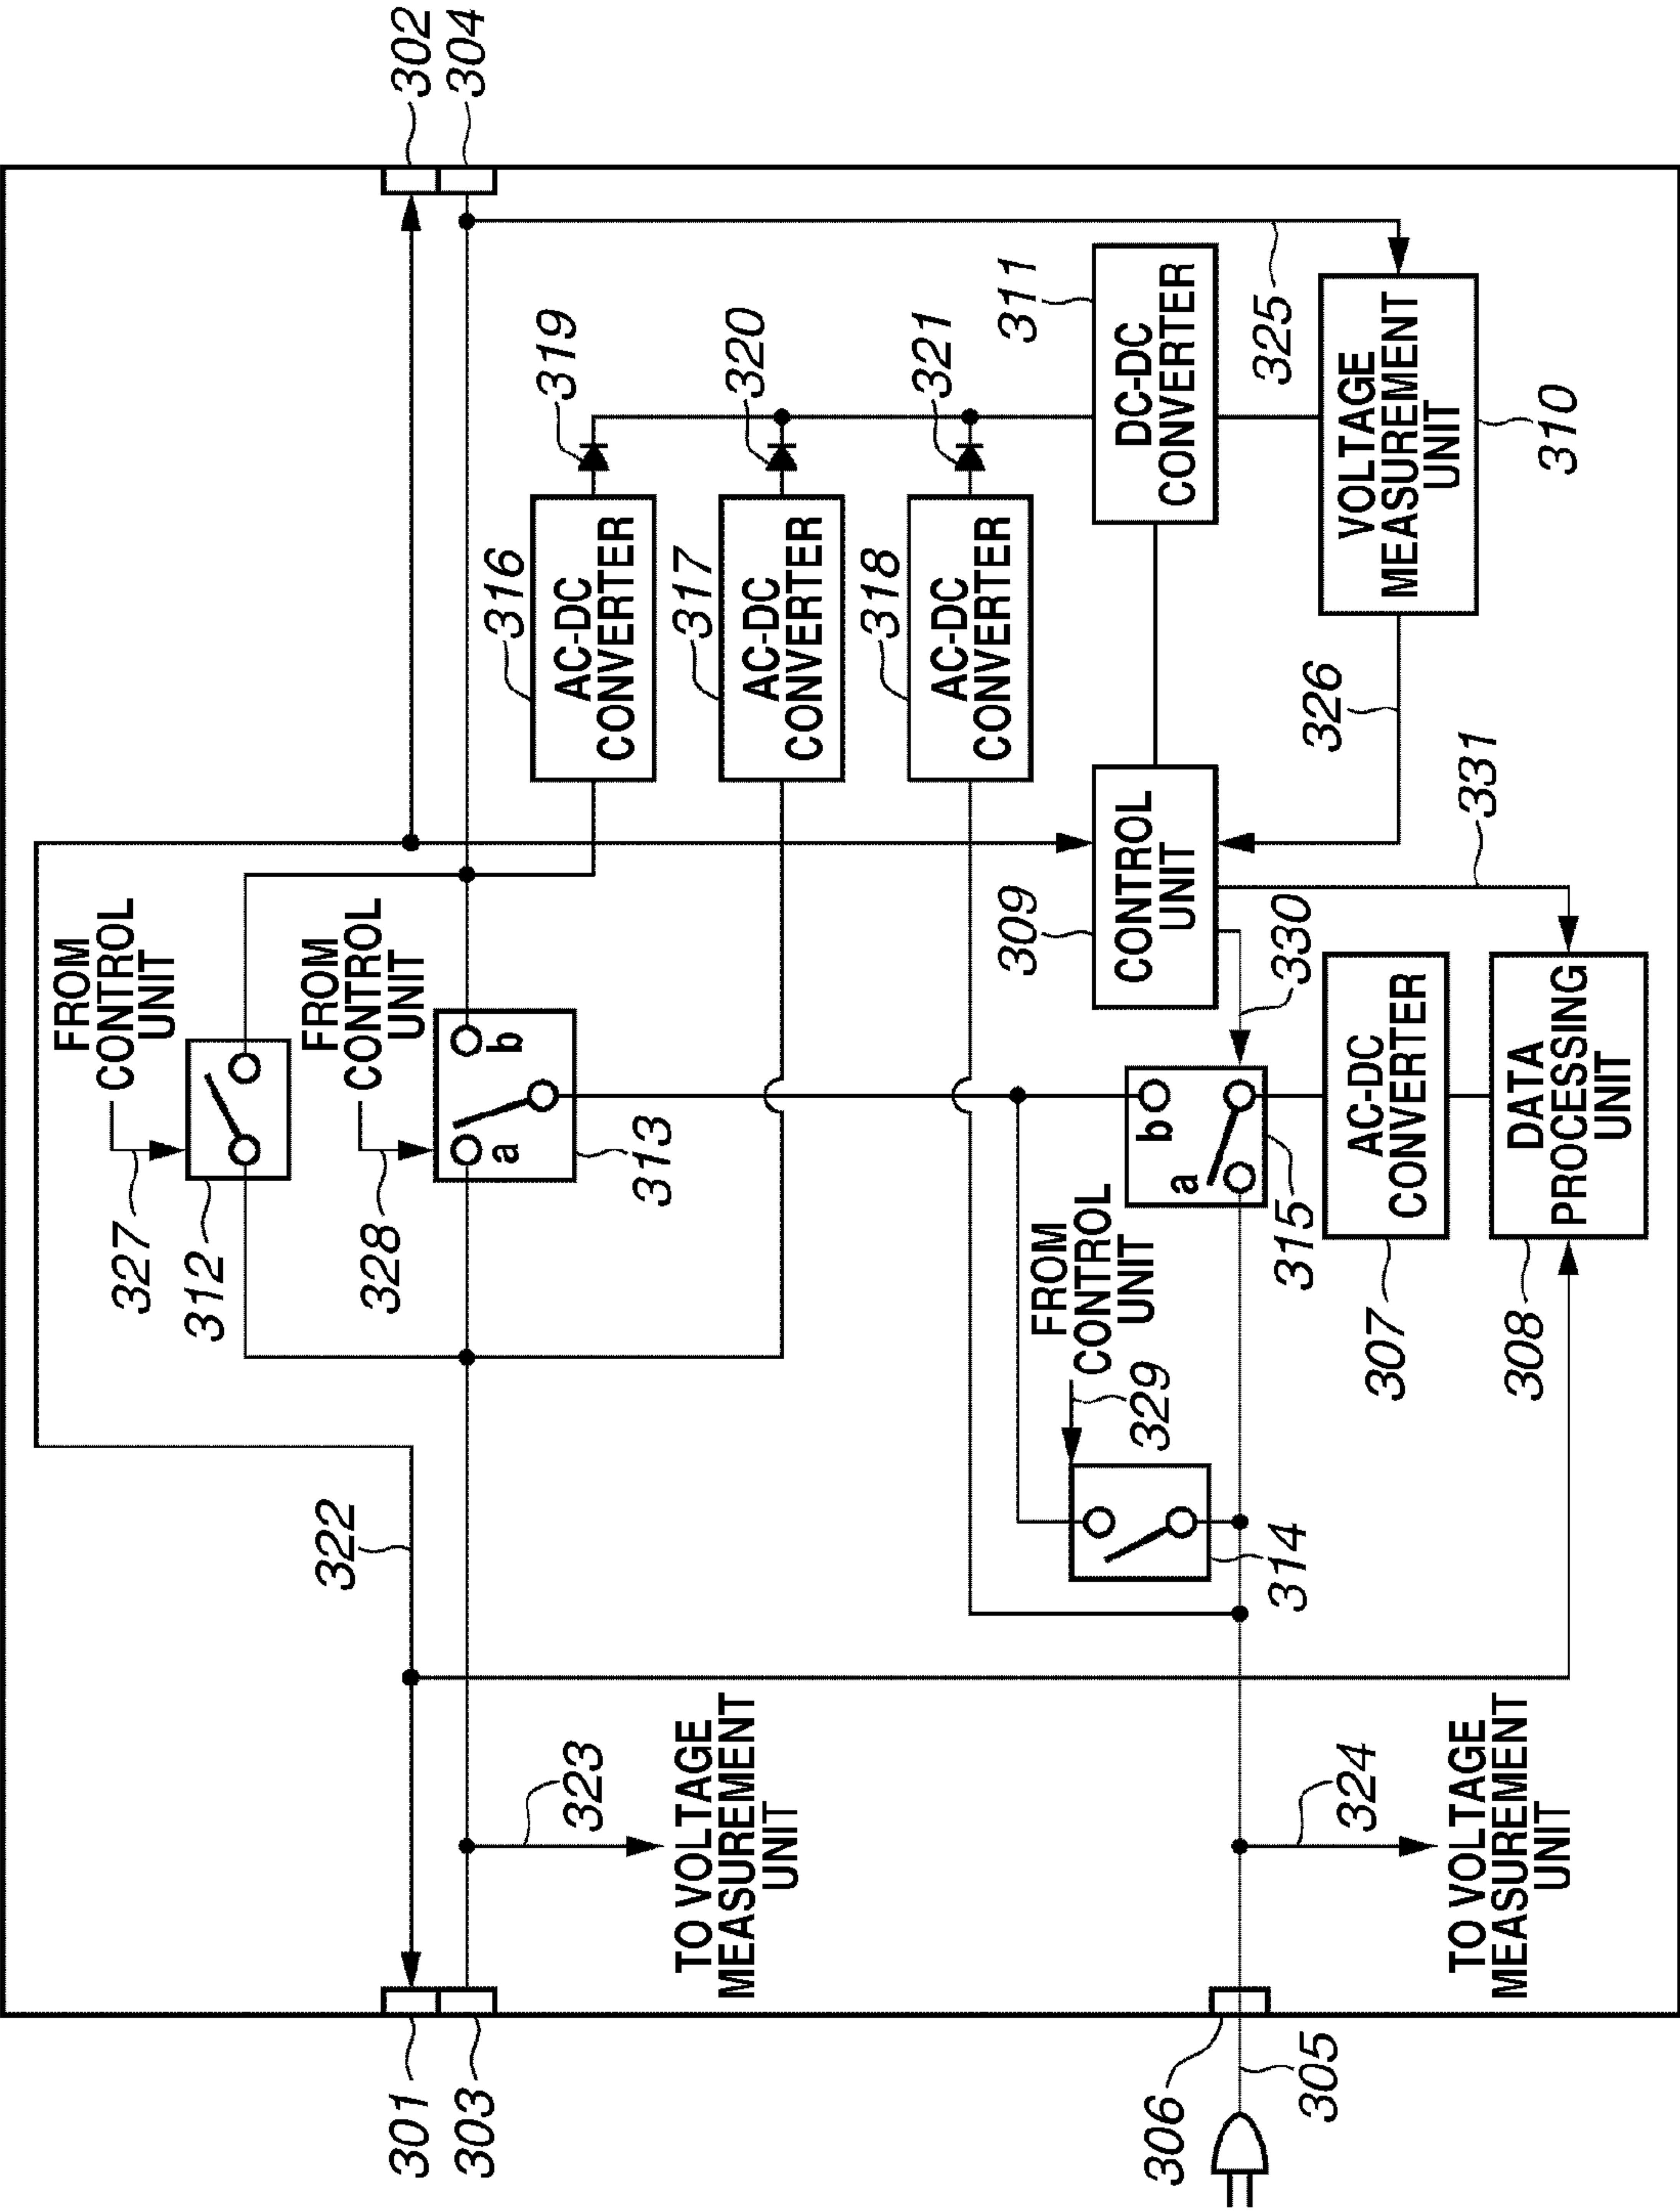 302
304
FROM
CONTROL
UNIT
327
312
FROM
CONTROL
UNIT
328
a
b
313
322
316
AC-DC
CONVERTER
319
317
AC-DC
CONVERTER
320
318
AC-DC
CONVERTER
321
311
DC-DC
CONVERTER
325
VOLTAGE
MEASUREMENT
UNIT
310
326
309
CONTROL
UNIT
330
331
b
a
315
FROM
CONTROL
UNIT
329
314
AC-DC
CONVERTER
307
DATA
PROCESSING
UNIT
308
323
TO VOLTAGE
MEASUREMENT
UNIT
324
TO VOLTAGE
MEASUREMENT
UNIT
301
303
306
305